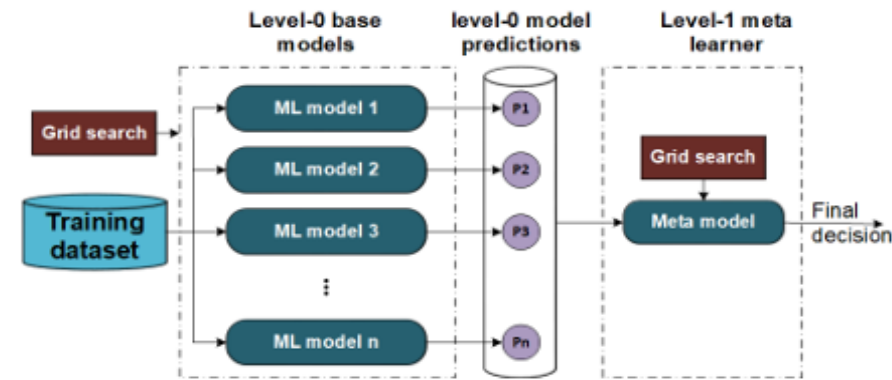 Level-0 base
models
level-0 model
predictions
Level-1 meta
learner
Grid search
Training
dataset
ML model 1
ML model 2
ML model 3
ML model n
P1
P2
P3
Pn
Grid search
Meta model
Final
decision